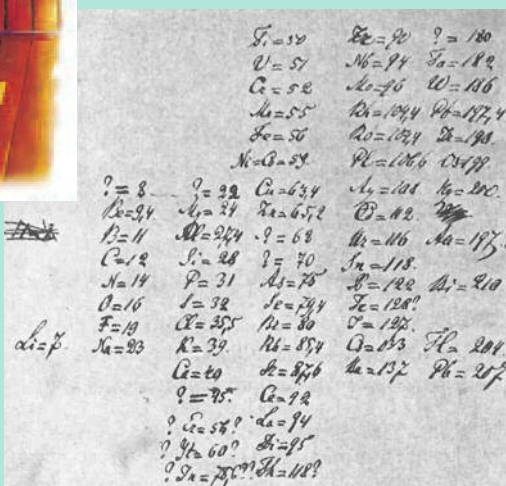 Ti=50 Zr=90 ?=180
V=51 Nb=94 Ta=182
Cr=52 Mo=96 W=186
Mn=55 Rh=104,4 Pt=197,4
Fe=56 Ru=104,4 Ir=198
Ni=Co=59 Pl=106,6 Os=199
?=8 ?=22 Cu=63,4 Ag=108 Hg=200
Be=9,4 Mg=24 Zn=65,2 Cd=112
B=11 Al=27,4 ?=68 Ur=116 Au=197?
C=12 Si=28 ?=70 Sn=118
N=14 P=31 As=75 Sb=122 Bi=210
O=16 S=32 Se=79,4 Te=128?
F=19 Cl=35,5 Br=80 I=127
Li=7 Na=23 K=39 Rb=85,4 Cs=133 Tl=204
Ca=40 Sr=87,6 Ba=137 Pb=207
?=45 Ce=92
?Er=56? La=94
?Yt=60? Di=95
?In=75,6?? Th=118?